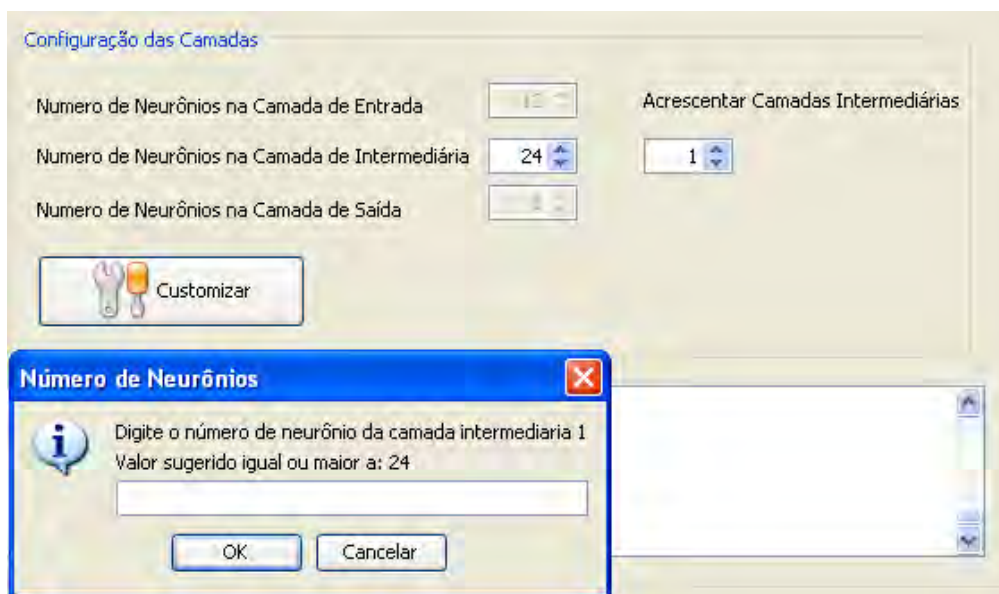 Configuração das Camadas
Numero de Neurônios na Camada de Entrada
Acrescentar Camadas Intermediárias
Numero de Neurônios na Camada de Intermediária 24 1
Numero de Neurônios na Camada de Saída
Customizar
Número de Neurônios
Digite o número de neurônio da camada intermediaria 1
Valor sugerido igual ou maior a: 24
OK Cancelar